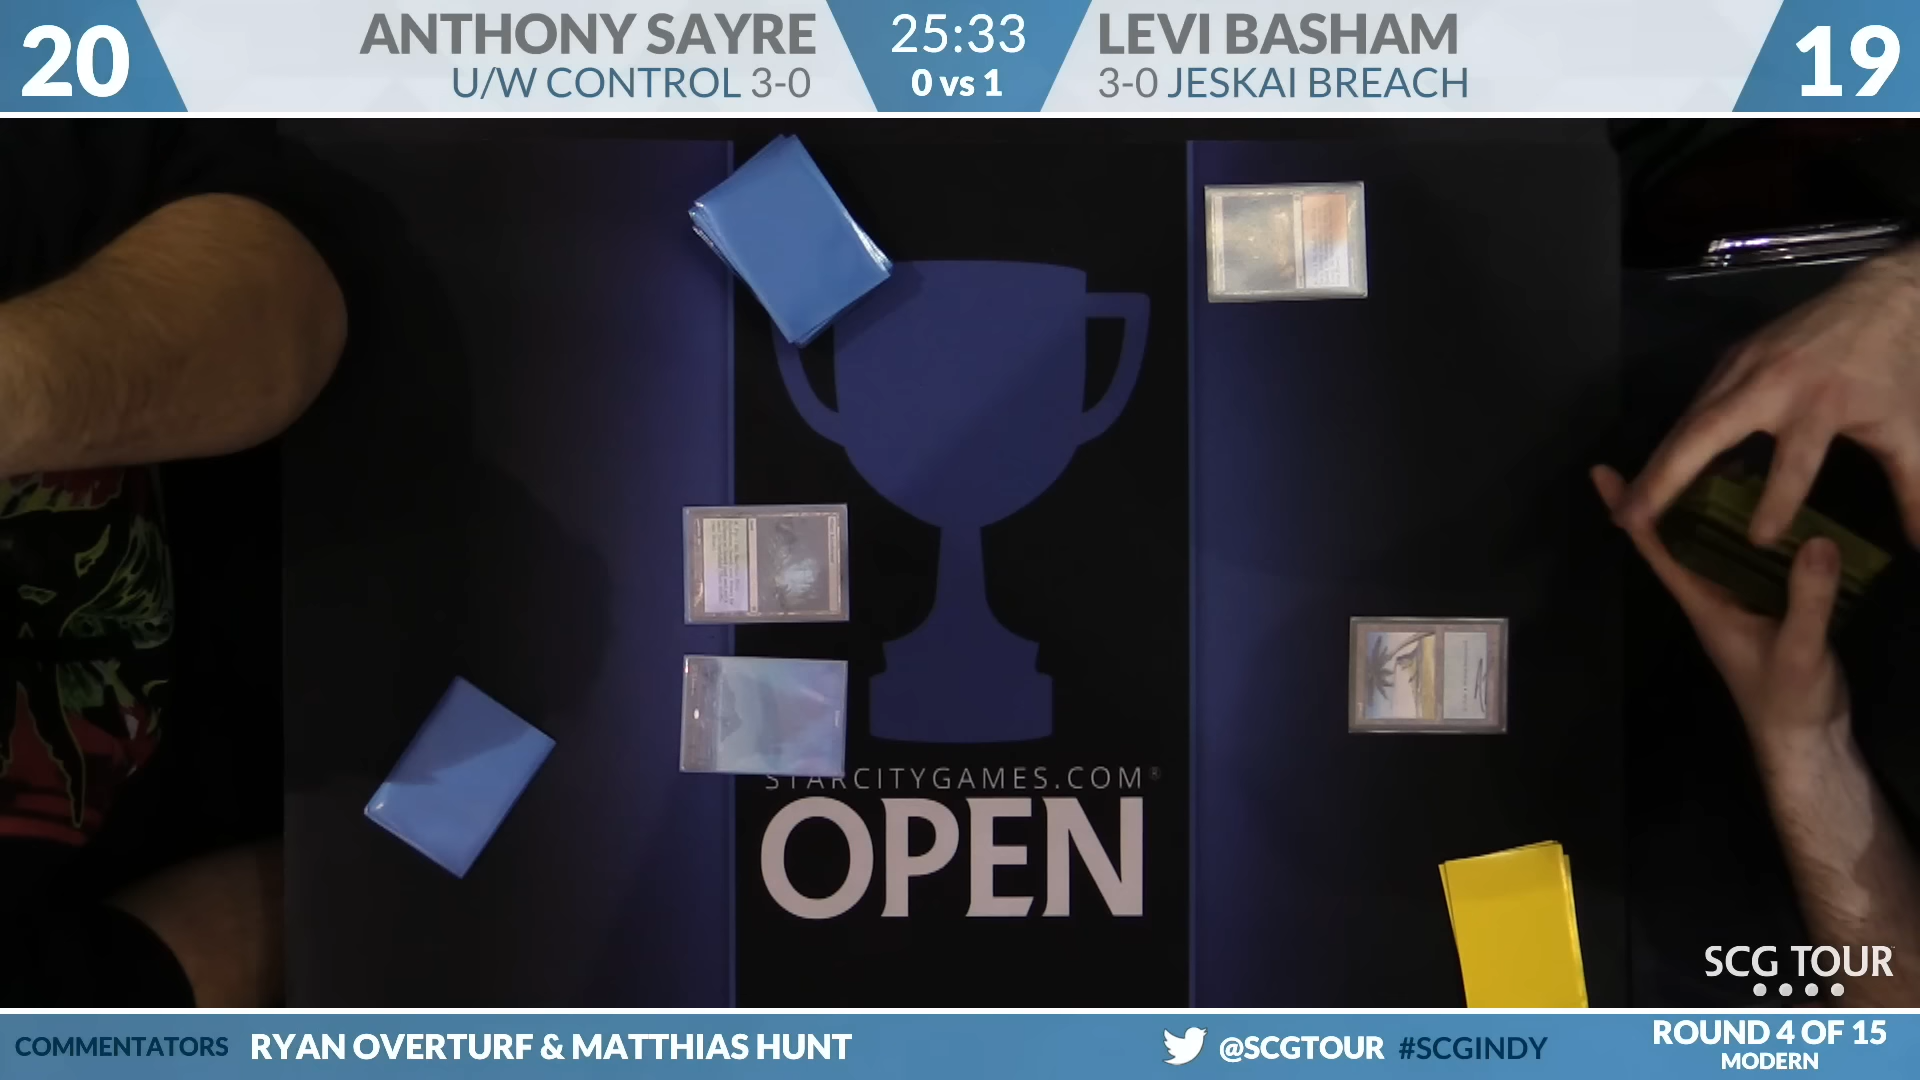 20
ANTHONY SAYRE
U/W CONTROL 3-0
25:33
0 vs 1
LEVI BASHAM
3-0 JESKAI BREACH
19
STARCITYGAMES.COM®
OPEN
SCG TOUR
COMMENTATORS RYAN OVERTURF & MATTHIAS HUNT
@SCGTOUR #SCGINDY
ROUND 4 OF 15
MODERN